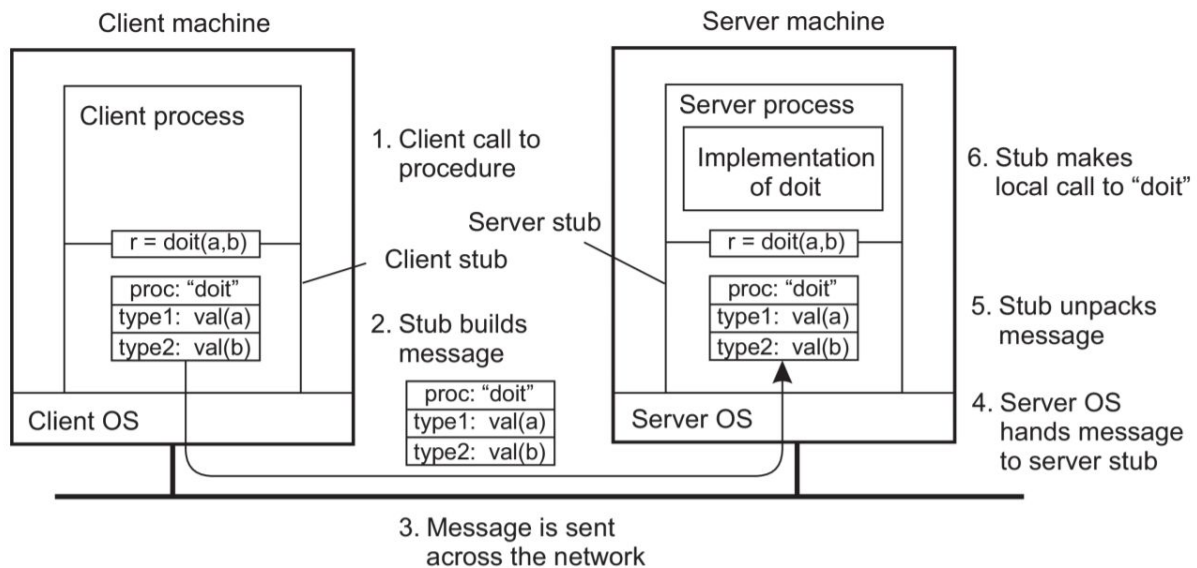 Client machine
Server machine
Client process
Server process
1. Client call to
procedure
Implementation
of doit
6. Stub makes
local call to “doit”
Server stub
r = doit(a,b)
r = doit(a,b)
Client stub
proc: “doit”
type1: val(a)
type2: val(b)
2. Stub builds
message
proc: “doit”
type1: val(a)
type2: val(b)
5. Stub unpacks
message
proc: “doit”
type1: val(a)
type2: val(b)
Client OS
Server OS
4. Server OS
hands message
to server stub
3. Message is sent
across the network